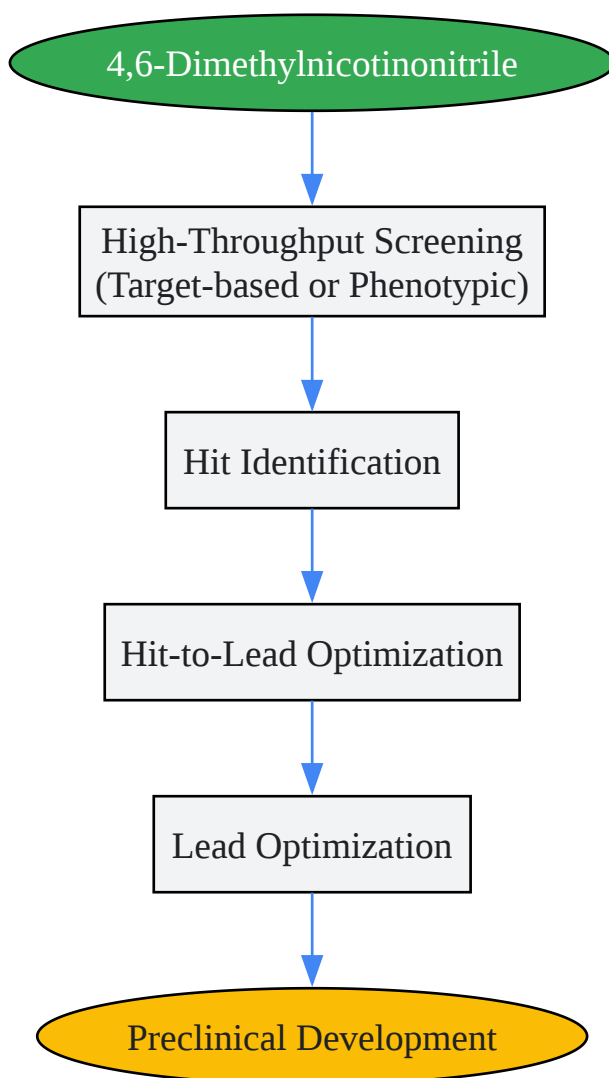 4,6-Dimethylnicotinonitrile
High-Throughput Screening
(Target-based or Phenotypic)
Hit Identification
Hit-to-Lead Optimization
Lead Optimization
Preclinical Development